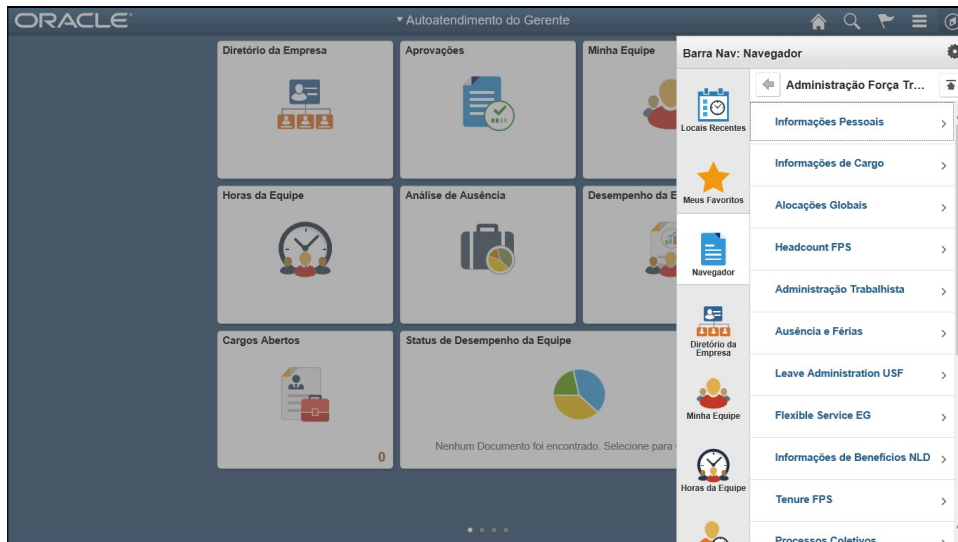 ORACLE
Autoatendimento do Gerente
Diretório da Empresa
Aprovações
Minha Equipe
Horas da Equipe
Análise de Ausência
Desempenho da E
Cargos Abertos
0
Status de Desempenho da Equipe
Nenhum Documento foi encontrado. Selecione para
Barra Nav: Navegador
Locais Recentes
Meus Favoritos
Navegador
Diretório da
Empresa
Minha Equipe
Horas da Equipe
Administração Força Tr...
Informações Pessoais
Informações de Cargo
Alocações Globais
Headcount FPS
Administração Trabalhista
Ausência e Férias
Leave Administration USF
Flexible Service EG
Informações de Benefícios NLD
Tenure FPS
Processos Coletivos